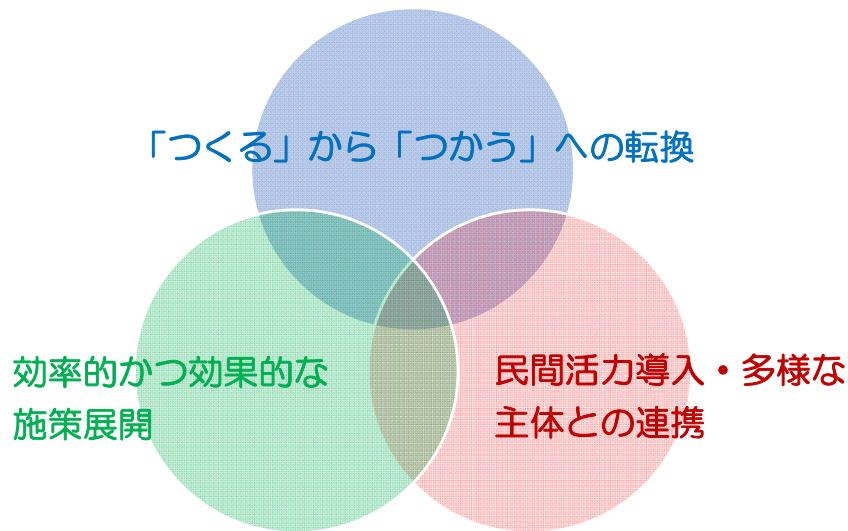 「つくる」から「つかう」への転換
効率的かつ効果的な
施策展開
民間活力導入・多様な
主体との連携